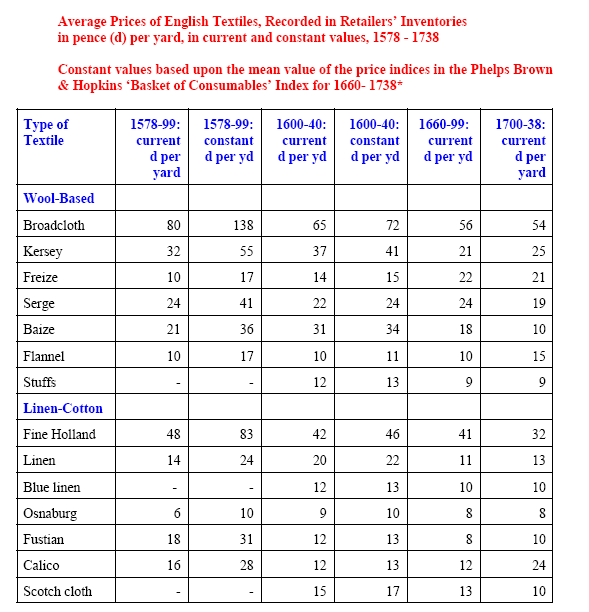 Average Prices of English Textiles, Recorded in Retailers’ Inventories
in pence (d) per yard, in current and constant values, 1578 - 1738
Constant values based upon the mean value of the price indices in the Phelps Brown
& Hopkins ‘Basket of Consumables’ Index for 1660- 1738*
Type of Textile 1578-99: current d per yard 1578-99: constant d per yd 1600-40: current d per yd 1600-40: constant d per yd 1660-99: current d per yd 1700-38: current d per yard
Wool-Based
Broadcloth 80 138 65 72 56 54
Kersey 32 55 37 41 21 25
Freize 10 17 14 15 22 21
Serge 24 41 22 24 24 19
Baize 21 36 31 34 18 10
Flannel 10 17 10 11 10 15
Stuffs - - 12 13 9 9
Linen-Cotton
Fine Holland 48 83 42 46 41 32
Linen 14 24 20 22 11 13
Blue linen - - 12 13 10 10
Osnaburg 6 10 9 10 8 8
Fustian 18 31 12 13 8 10
Calico 16 28 12 13 12 24
Scotch cloth - - 15 17 13 10